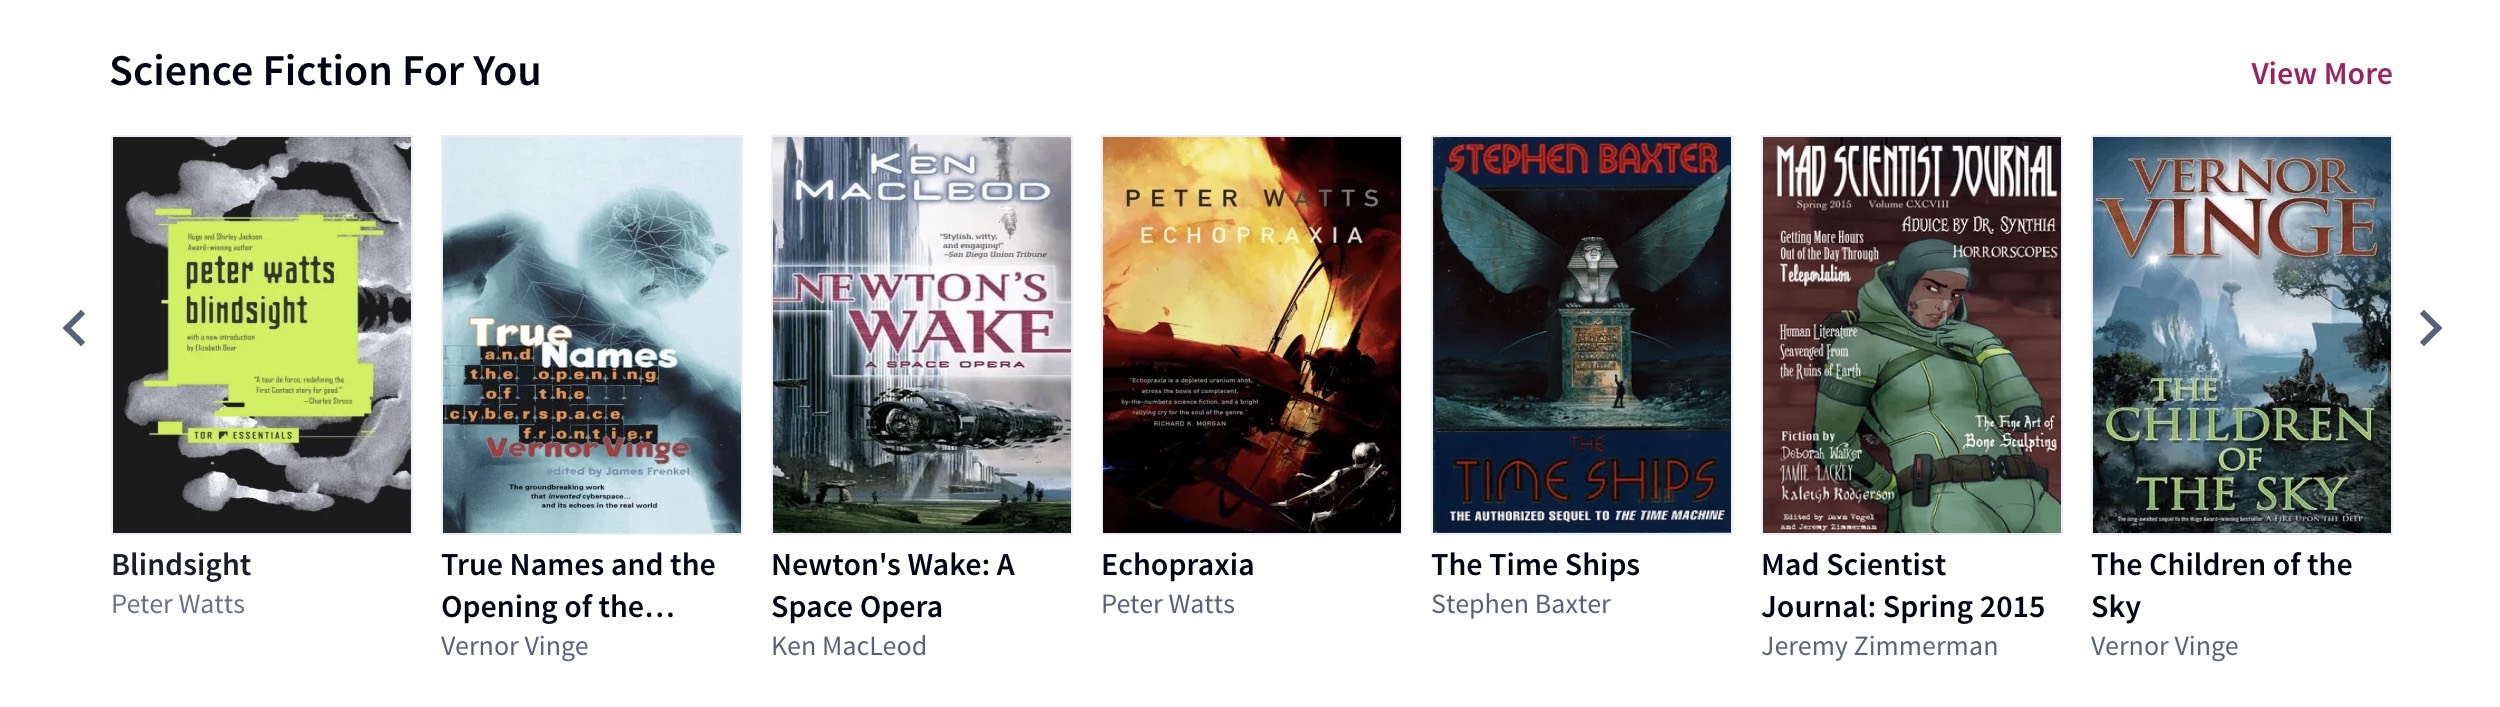 Science Fiction For You
View More
Hugo and Shirley Jackson
Award-winning author
peter watts
blindsight
with a new introduction
by Elizabeth Bear
"A tour de force, redefining the
First Contact story for good."
—Charles Stross
TOR ESSENTIALS
Blindsight
Peter Watts
True
and Names
the opening
of the
cyberspace
frontier
Vernor Vinge
edited by James Frenkel
The groundbreaking work
that invented cyberspace...
and its echoes in the real world
True Names and the
Opening of the…
Vernor Vinge
KEN
MACLEOD
"Stylish, witty,
and engaging!"
—San Diego Union Tribune
NEWTON'S
WAKE
A SPACE OPERA
Newton's Wake: A
Space Opera
Ken MacLeod
PETER WATTS
ECHOPRAXIA
"Echopraxia is a depleted uranium shot
across the bows of complacent,
by-the-numbers science fiction, and a bright
rallying cry for the soul of the genre."
RICHARD K. MORGAN
Echopraxia
Peter Watts
STEPHEN BAXTER
THE
TIME SHIPS
THE AUTHORIZED SEQUEL TO THE TIME MACHINE
The Time Ships
Stephen Baxter
MAD SCIENTIST JOURNAL
Spring 2015 Volume CXCVIII
ADVICE BY DR. SYNTHIA
HORRORSCOPES
Getting More Hours
Out of the Day Through
Teleportation
Human Literature
Scavenged From
the Ruins of Earth
The Fine Art of
Bone Sculpting
Fiction by
Deborah Walker
JAMIE LACKEY
Kaleigh Rodgerson
Edited by Dawn Vogel
and Jeremy Zimmerman
Mad Scientist
Journal: Spring 2015
Jeremy Zimmerman
VERNOR
VINGE
THE
CHILDREN
OF
THE SKY
The long-awaited sequel to the Hugo Award-winning bestseller A FIRE UPON THE DEEP
The Children of the
Sky
Vernor Vinge